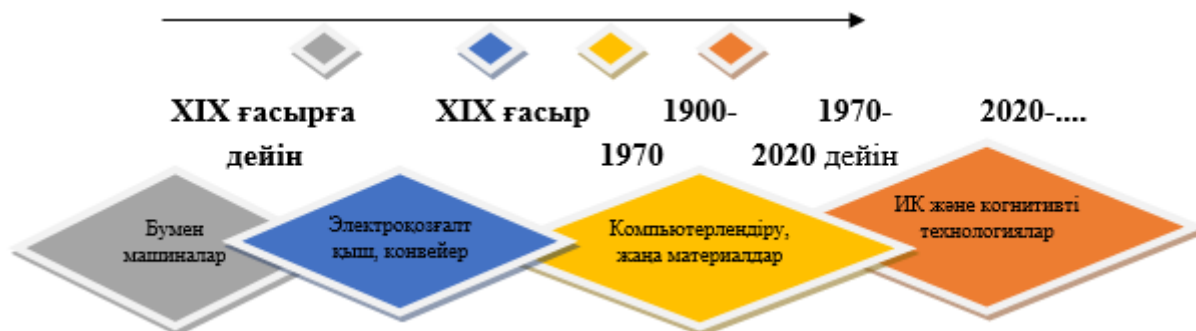 XIX ғасырға дейін
XIX ғасыр
1900-
1970
1970-
2020 дейін
2020-....
Бумен
машиналар
Электроқозғалт
қыш, конвейер
Компьютерлендіру,
жаңа материалдар
ИК және когнитивті
технологиялар